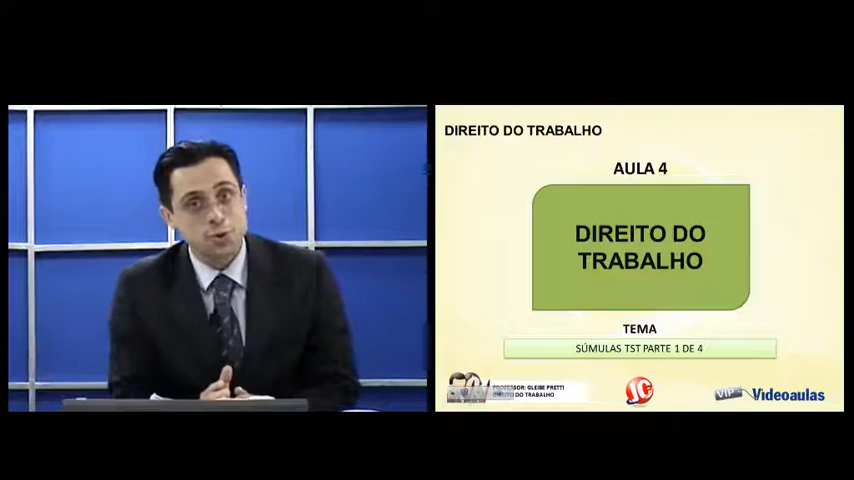 DIREITO DO TRABALHO
AULA 4
DIREITO DO
TRABALHO
TEMA
SÚMULAS TST PARTE 1 DE 4
PROFESSOR: GLEIBE PRETTI
DIREITO DO TRABALHO
JC
VIP
Videoaulas